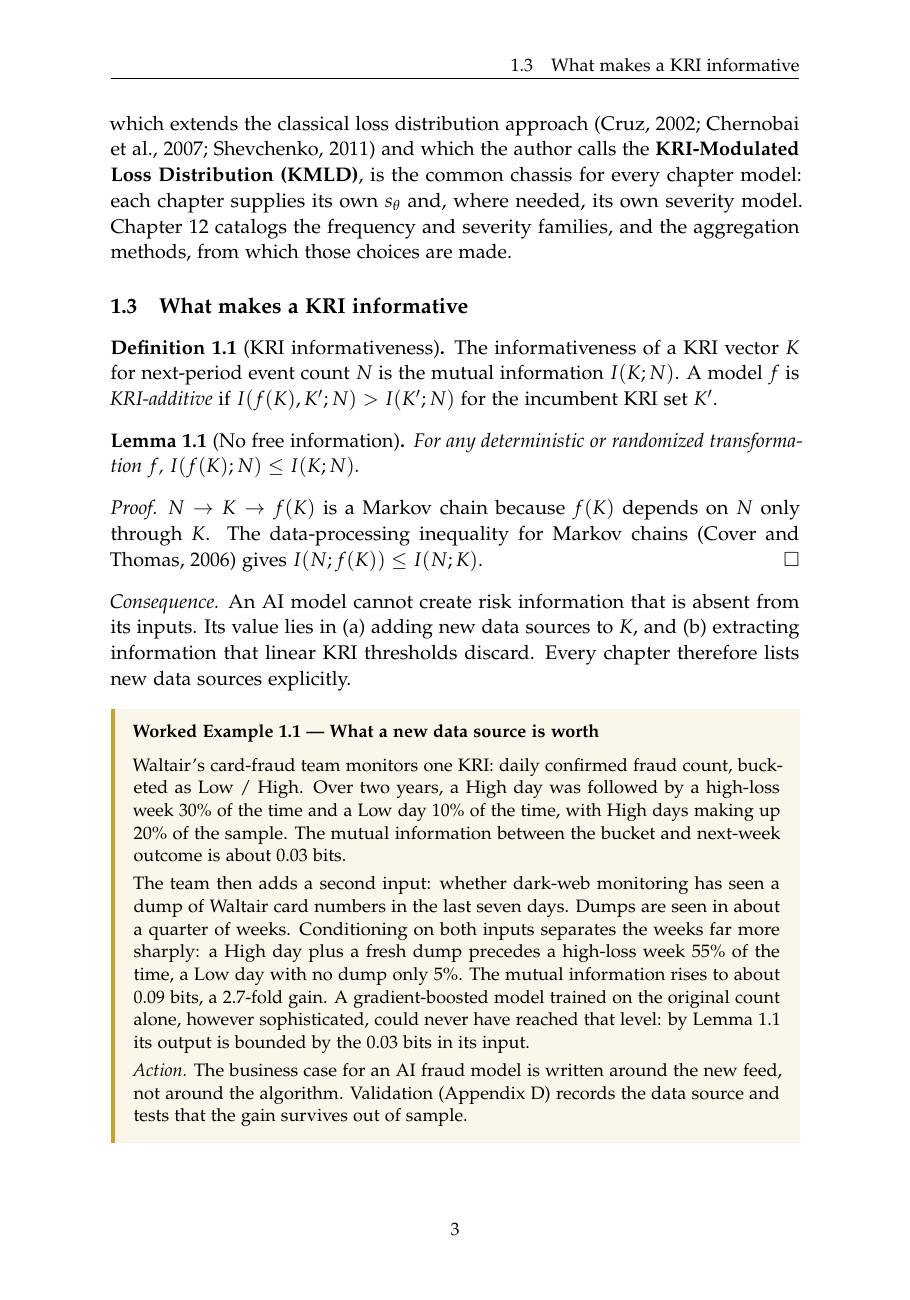 1.3 What makes a KRI informative
which extends the classical loss distribution approach (Cruz, 2002; Chernobai
et al., 2007; Shevchenko, 2011) and which the author calls the KRI-Modulated
Loss Distribution (KMLD), is the common chassis for every chapter model:
each chapter supplies its own sθ and, where needed, its own severity model.
Chapter 12 catalogs the frequency and severity families, and the aggregation
methods, from which those choices are made.
1.3 What makes a KRI informative
Definition 1.1 (KRI informativeness). The informativeness of a KRI vector K
for next-period event count N is the mutual information I(K; N). A model f is
KRI-additive if I(f(K), K′; N) > I(K′; N) for the incumbent KRI set K′.
Lemma 1.1 (No free information). For any deterministic or randomized transforma-
tion f, I(f(K); N) ≤ I(K; N).
Proof. N → K → f(K) is a Markov chain because f(K) depends on N only
through K. The data-processing inequality for Markov chains (Cover and
Thomas, 2006) gives I(N; f(K)) ≤ I(N; K). □
Consequence. An AI model cannot create risk information that is absent from
its inputs. Its value lies in (a) adding new data sources to K, and (b) extracting
information that linear KRI thresholds discard. Every chapter therefore lists
new data sources explicitly.
Worked Example 1.1 — What a new data source is worth
Waltair’s card-fraud team monitors one KRI: daily confirmed fraud count, buck-
eted as Low / High. Over two years, a High day was followed by a high-loss
week 30% of the time and a Low day 10% of the time, with High days making up
20% of the sample. The mutual information between the bucket and next-week
outcome is about 0.03 bits.
The team then adds a second input: whether dark-web monitoring has seen a
dump of Waltair card numbers in the last seven days. Dumps are seen in about
a quarter of weeks. Conditioning on both inputs separates the weeks far more
sharply: a High day plus a fresh dump precedes a high-loss week 55% of the
time, a Low day with no dump only 5%. The mutual information rises to about
0.09 bits, a 2.7-fold gain. A gradient-boosted model trained on the original count
alone, however sophisticated, could never have reached that level: by Lemma 1.1
its output is bounded by the 0.03 bits in its input.
Action. The business case for an AI fraud model is written around the new feed,
not around the algorithm. Validation (Appendix D) records the data source and
tests that the gain survives out of sample.
3